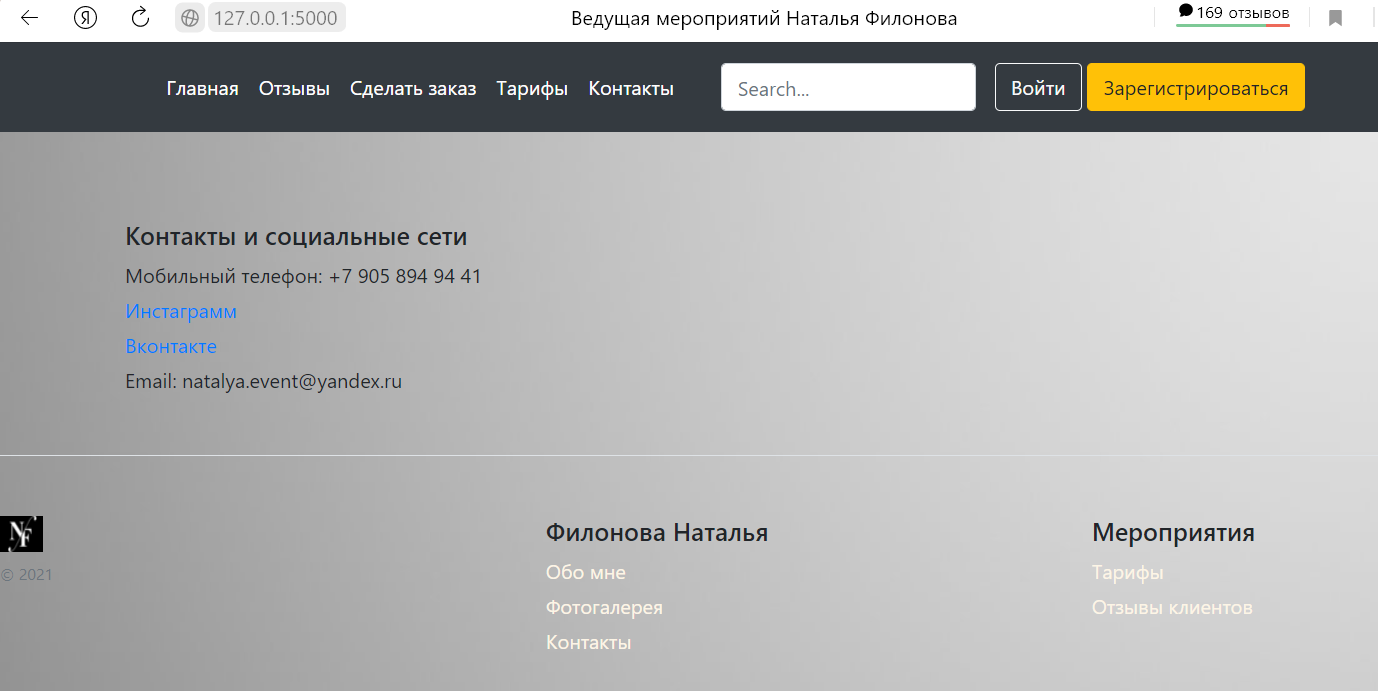 127.0.0.1:5000 Ведущая мероприятий Наталья Филонова 169 отзывов
Главная Отзывы Сделать заказ Тарифы Контакты Search... Войти Зарегистрироваться
Контакты и социальные сети
Мобильный телефон: +7 905 894 94 41
Инстаграмм
Вконтакте
Email: natalya.event@yandex.ru
NF
© 2021
Филонова Наталья
Обо мне
Фотогалерея
Контакты
Мероприятия
Тарифы
Отзывы клиентов